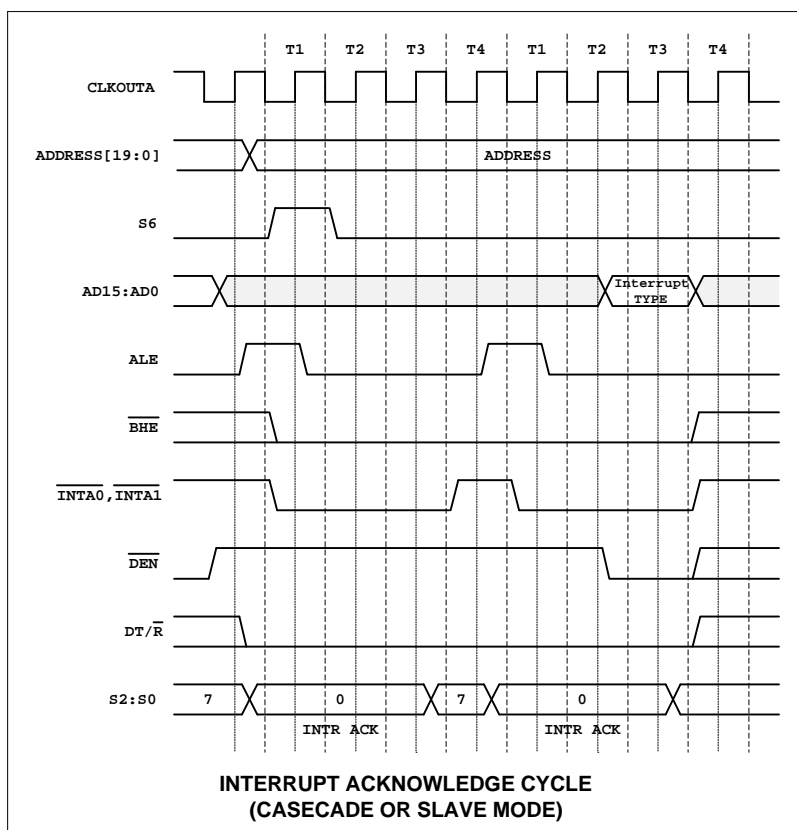 T1 T2 T3 T4 T1 T2 T3 T4
CLKOUTA
ADDRESS[19:0] ADDRESS
S6
AD15:AD0 Interrupt
TYPE
ALE
BHE
INTA0,INTA1
DEN
DT/R
S2:S0 7 0 7 0
INTR ACK INTR ACK
INTERRUPT ACKNOWLEDGE CYCLE
(CASECADE OR SLAVE MODE)